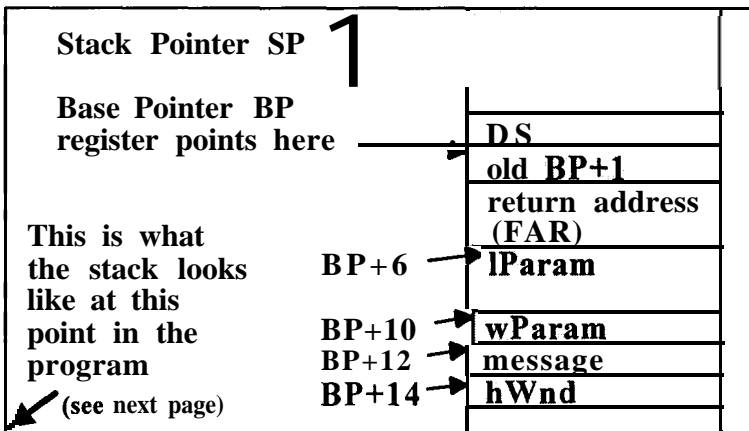 Stack Pointer SP 1
Base Pointer BP
register points here
DS
old BP+1
return address
(FAR)
This is what
the stack looks
like at this
point in the
program
(see next page)
BP+6
lParam
BP+10
wParam
BP+12
message
BP+14
hWnd